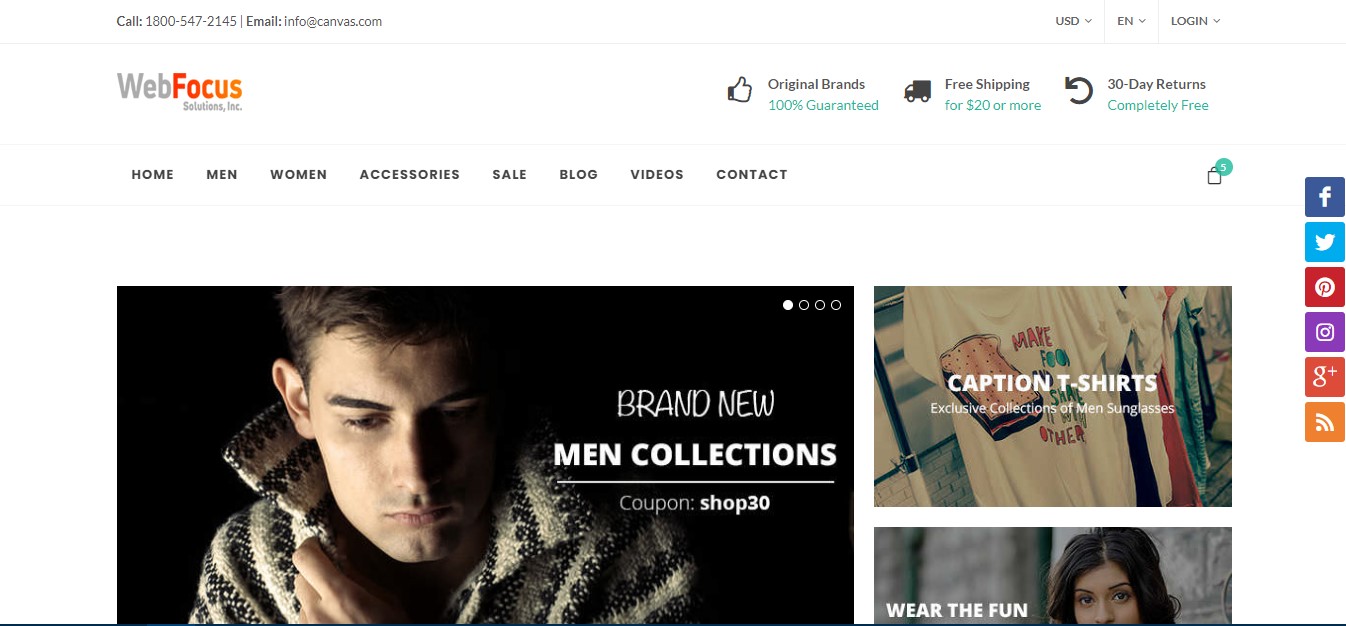 Call: 1800-547-2145 | Email: info@canvas.com
USD
EN
LOGIN
WebFocus
Solutions, Inc.
Original Brands
100% Guaranteed
Free Shipping
for $20 or more
30-Day Returns
Completely Free
HOME
MEN
WOMEN
ACCESSORIES
SALE
BLOG
VIDEOS
CONTACT
5
BRAND NEW
MEN COLLECTIONS
Coupon: shop30
MAKE
FOOD
CAPTION T-SHIRTS
Exclusive Collections of Men Sunglasses
OTHER
WEAR THE FUN
f
g+